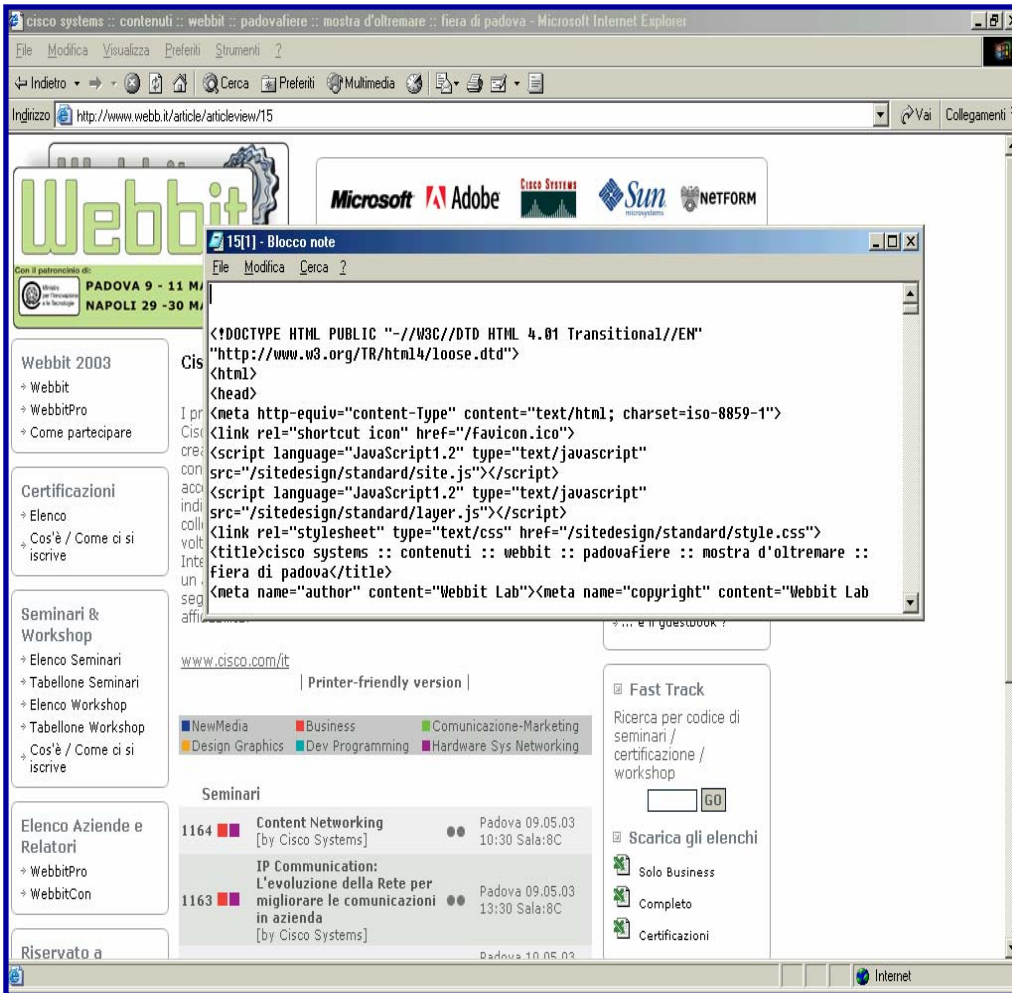 cisco systems :: contenuti :: webbit :: padovafiere :: mostra d'oltremare :: fiera di padova - Microsoft Internet Explorer
File Modifica Visualizza Preferiti Strumenti ?
Indietro Cerca Preferiti Multimedia
Indirizzo http://www.webb.it/article/articleview/15 Vai Collegamenti
Webbit
Microsoft Adobe Cisco Systems Sun microsystems NETFORM
Con il patrocinio di:
PADOVA 9 - 11
NAPOLI 29 -30
15[1] - Blocco note
File Modifica Cerca ?
<!DOCTYPE HTML PUBLIC "-//W3C//DTD HTML 4.01 Transitional//EN"
"http://www.w3.org/TR/html4/loose.dtd">
<html>
<head>
<meta http-equiv="content-Type" content="text/html; charset=iso-8859-1">
<link rel="shortcut icon" href="/favicon.ico">
<script language="JavaScript1.2" type="text/javascript"
src="/sitedesign/standard/site.js"></script>
<script language="JavaScript1.2" type="text/javascript"
src="/sitedesign/standard/layer.js"></script>
<link rel="stylesheet" type="text/css" href="/sitedesign/standard/style.css">
<title>cisco systems :: contenuti :: webbit :: padovafiere :: mostra d'oltremare ::
fiera di padova</title>
<meta name="author" content="Webbit Lab"><meta name="copyright" content="Webbit Lab
Webbit 2003
Webbit
WebbitPro
Come partecipare
Certificazioni
Elenco
Cos'è / Come ci si
iscrive
Seminari &
Workshop
Elenco Seminari
Tabellone Seminari
Elenco Workshop
Tabellone Workshop
Cos'è / Come ci si
iscrive
Elenco Aziende e
Relatori
WebbitPro
WebbitCon
Riservato a
www.cisco.com/it
| Printer-friendly version |
NewMedia Business Comunicazione-Marketing
Design Graphics Dev Programming Hardware Sys Networking
Seminari
1164 Content Networking
[by Cisco Systems]
Padova 09.05.03
10:30 Sala:8C
1163 IP Communication:
L'evoluzione della Rete per
migliorare le comunicazioni
in azienda
[by Cisco Systems]
Padova 09.05.03
13:30 Sala:8C
Padova 10.05.03
... e il guestbook ?
Fast Track
Ricerca per codice di
seminari /
certificazione /
workshop
GO
Scarica gli elenchi
Solo Business
Completo
Certificazioni
Internet